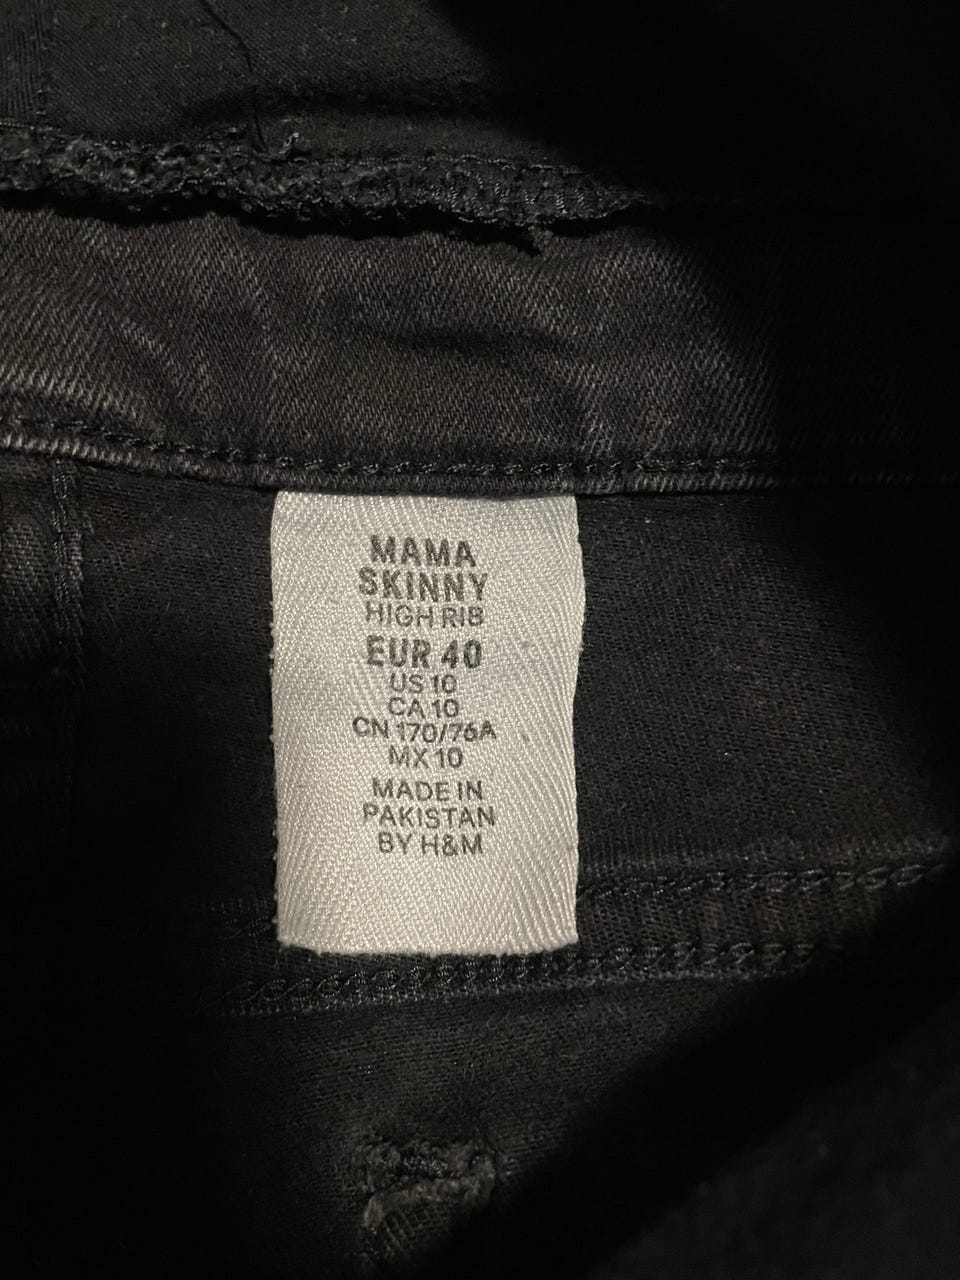 MAMA
SKINNY
HIGH RIB
EUR 40
US 10
CA 10
CN 170/76A
MX 10
MADE IN
PAKISTAN
BY H&M